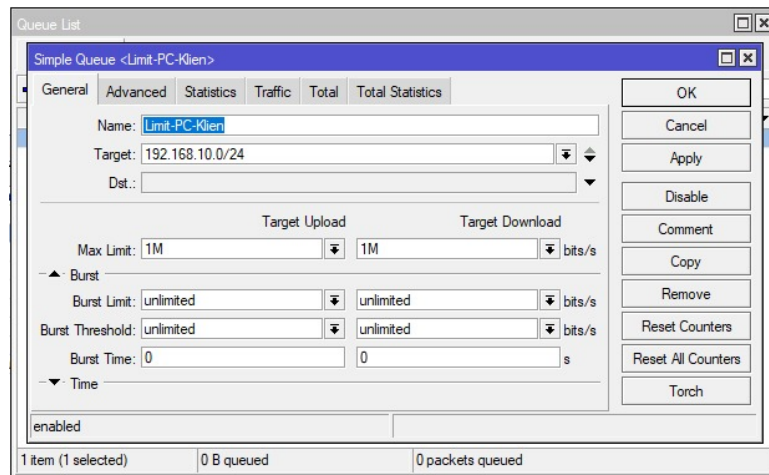 Queue List
Simple Queue <Limit-PC-Klien>
General Advanced Statistics Traffic Total Total Statistics
OK
Name: Limit-PC-Klien
Cancel
Target: 192.168.10.0/24
Apply
Dst.:
Disable
Target Upload Target Download
Comment
Max Limit: 1M 1M bits/s
Copy
Burst
Burst Limit: unlimited unlimited bits/s
Remove
Burst Threshold: unlimited unlimited bits/s
Reset Counters
Burst Time: 0 0 s
Reset All Counters
Time
Torch
enabled
1 item (1 selected) 0 B queued 0 packets queued